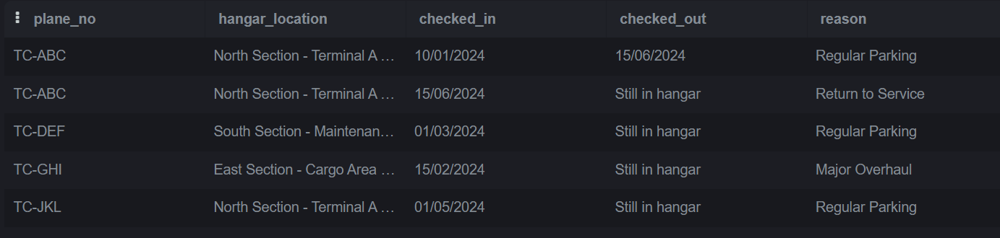 plane_no hangar_location checked_in checked_out reason
TC-ABC North Section - Terminal A ... 10/01/2024 15/06/2024 Regular Parking
TC-ABC North Section - Terminal A ... 15/06/2024 Still in hangar Return to Service
TC-DEF South Section - Maintenan... 01/03/2024 Still in hangar Regular Parking
TC-GHI East Section - Cargo Area ... 15/02/2024 Still in hangar Major Overhaul
TC-JKL North Section - Terminal A ... 01/05/2024 Still in hangar Regular Parking